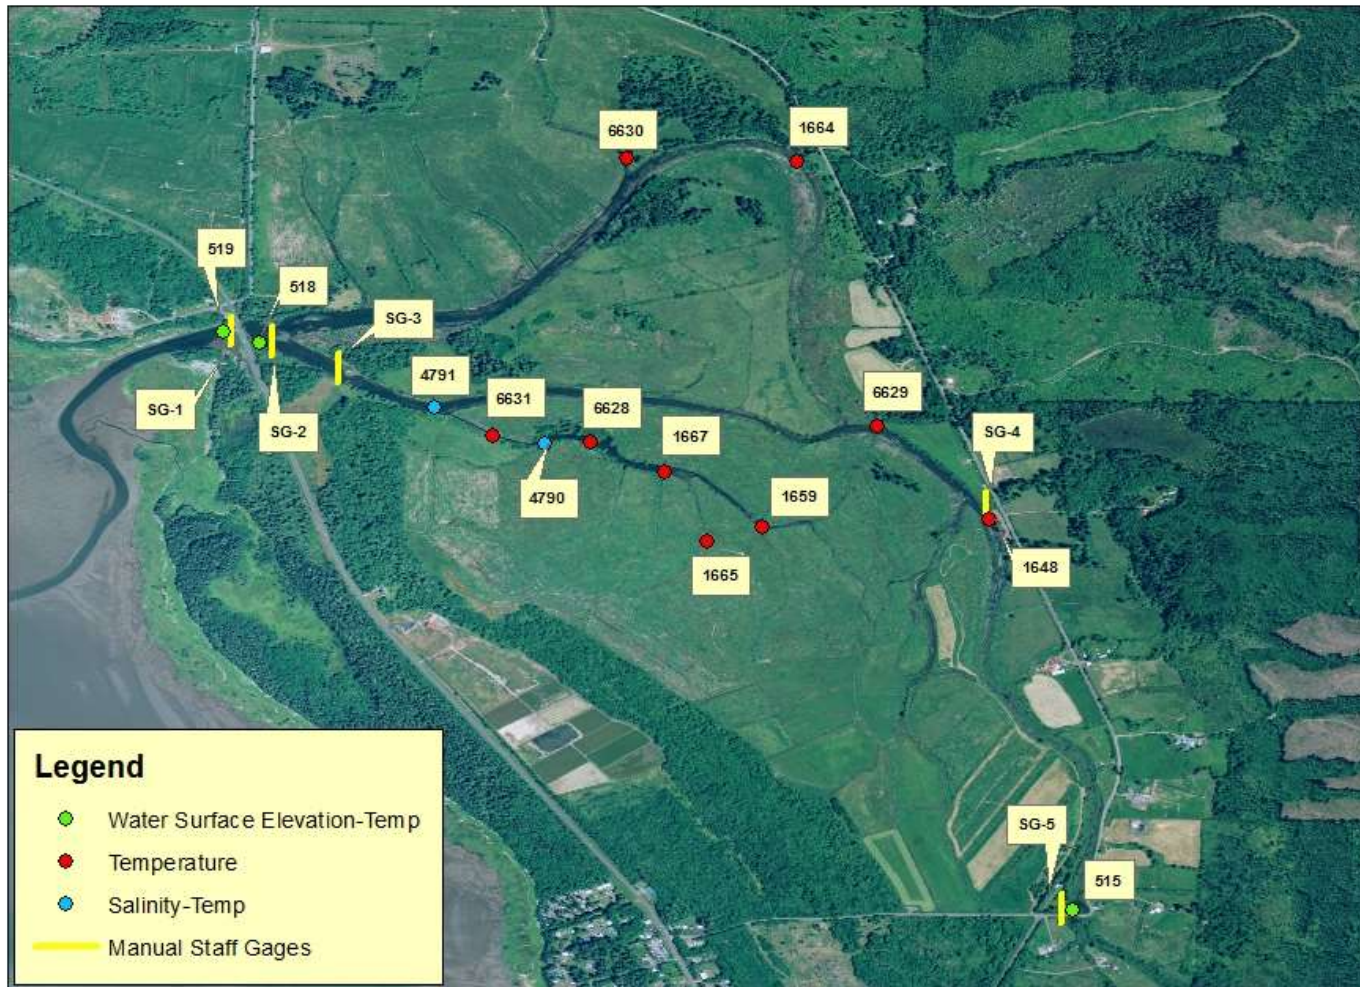 6630
1664
519
518
SG-3
4791
6631
6628
6629
SG-4
1667
SG-1
SG-2
4790
1659
1665
1648
SG-5
515
Legend
Water Surface Elevation-Temp
Temperature
Salinity-Temp
Manual Staff Gages